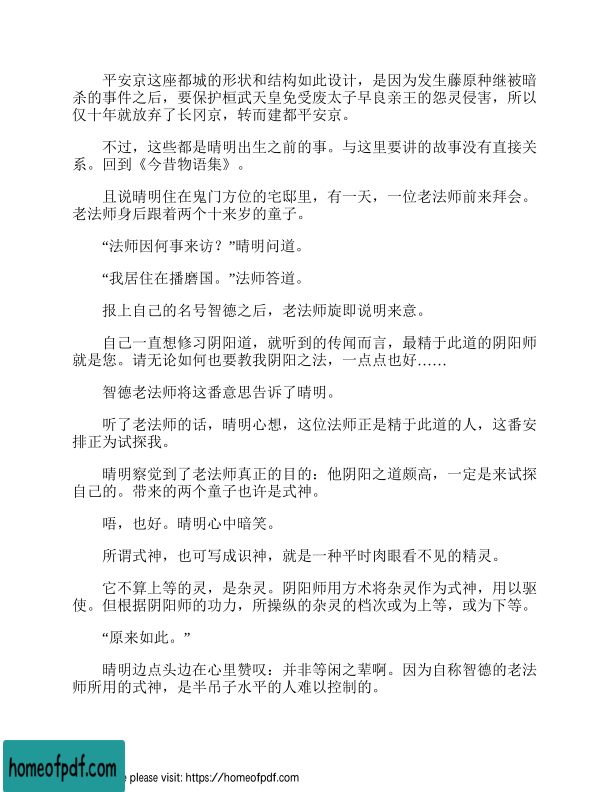 平安京这座都城的形状和结构如此设计，是因为发生藤原种继被暗
杀的事件之后，要保护桓武天皇免受废太子早良亲王的怨灵侵害，所以
仅十年就放弃了长冈京，转而建都平安京。
不过，这些都是晴明出生之前的事。与这里要讲的故事没有直接关
系。回到《今昔物语集》。
且说晴明住在鬼门方位的宅邸里，有一天，一位老法师前来拜会。
老法师身后跟着两个十来岁的童子。
“法师因何事来访？”晴明问道。
“我居住在播磨国。”法师答道。
报上自己的名号智德之后，老法师旋即说明来意。
自己一直想修习阴阳道，就听到的传闻而言，最精于此道的阴阳师
就是您。请无论如何也要教我阴阳之法，一点点也好……
智德老法师将这番意思告诉了晴明。
听了老法师的话，晴明心想，这位法师正是精于此道的人，这番安
排正为试探我。
晴明察觉到了老法师真正的目的：他阴阳之道颇高，一定是来试探
自己的。带来的两个童子也许是式神。
唔，也好。晴明心中暗笑。
所谓式神，也可写成识神，就是一种平时肉眼看不见的精灵。
它不算上等的灵，是杂灵。阴阳师用方术将杂灵作为式神，用以驱
使。但根据阴阳师的功力，所操纵的杂灵的档次或为上等，或为下等。
“原来如此。”
晴明边点头边在心里赞叹：并非等闲之辈啊。因为自称智德的老法
师所用的式神，是半吊子水平的人难以控制的。
homeofpdf.com
e please visit: https://homeofpdf.com